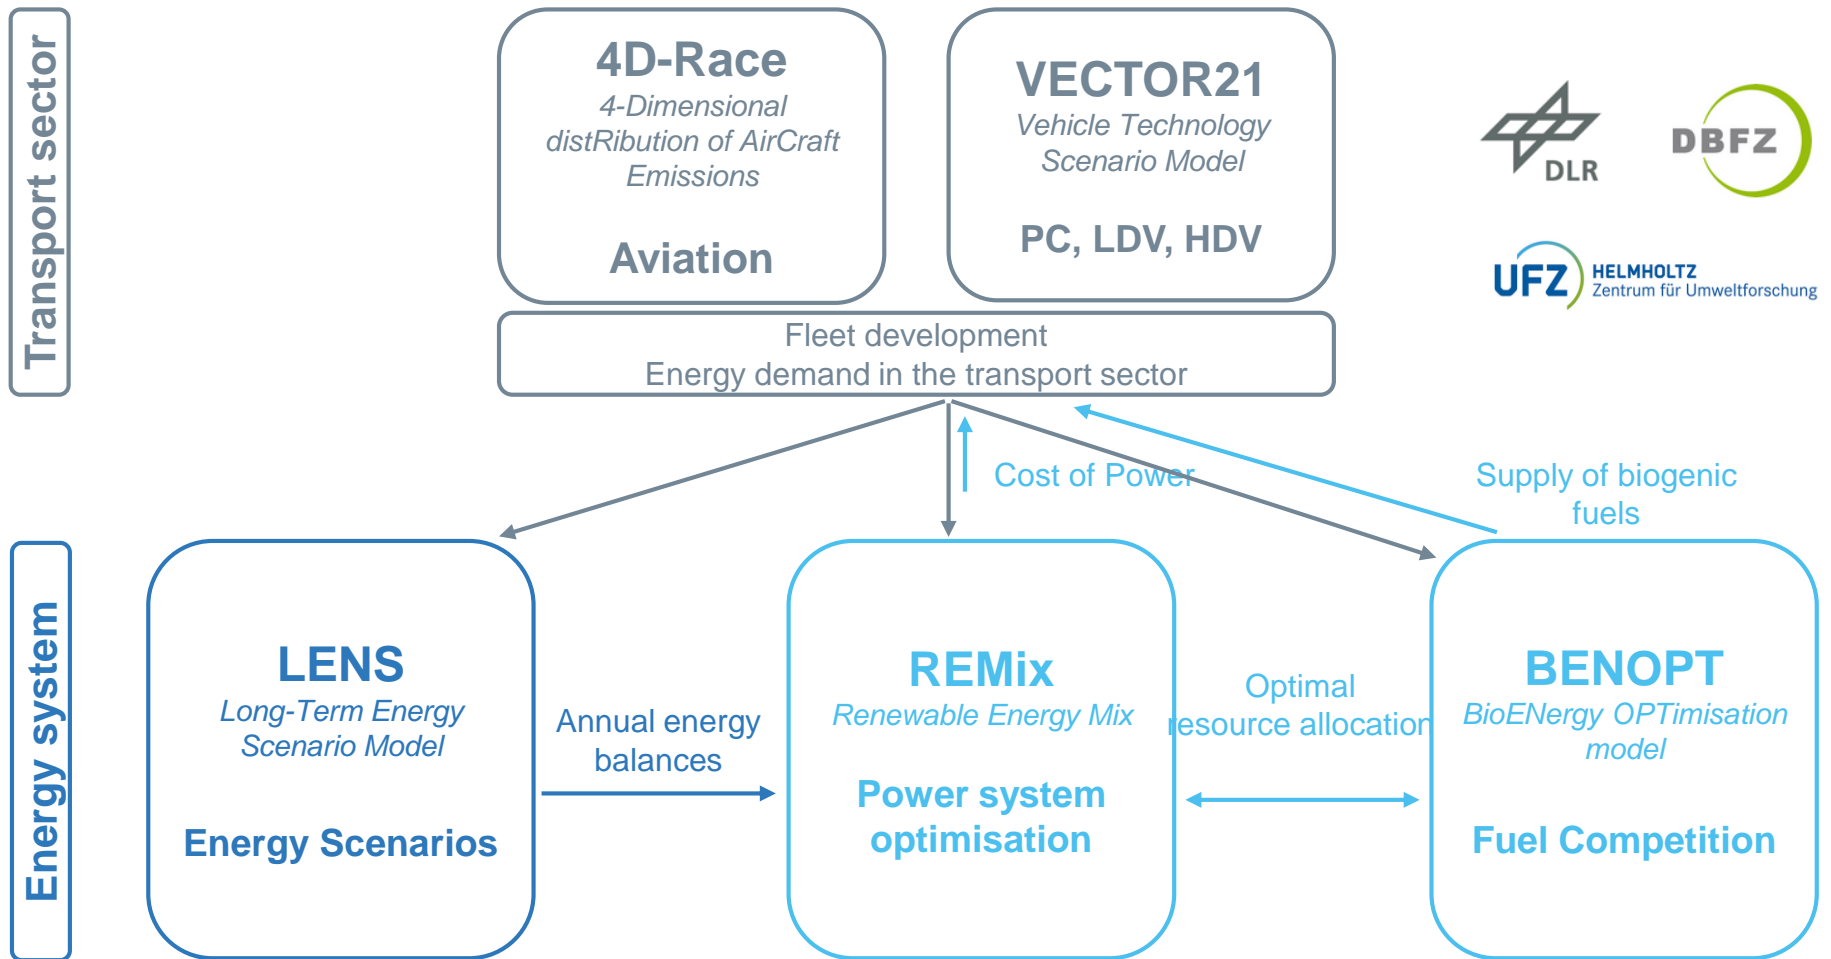 Transport sector
4D-Race
4-Dimensional
distRibution of AirCraft
Emissions
Aviation
VECTOR21
Vehicle Technology
Scenario Model
PC, LDV, HDV
DLR
DBFZ
UFZ
HELMHOLTZ
Zentrum für Umweltforschung
Fleet development
Energy demand in the transport sector
Cost of Power
Supply of biogenic
fuels
Energy system
LENS
Long-Term Energy
Scenario Model
Energy Scenarios
Annual energy
balances
REMix
Renewable Energy Mix
Power system
optimisation
Optimal
resource allocation
BENOPT
BioENergy OPTimisation
model
Fuel Competition